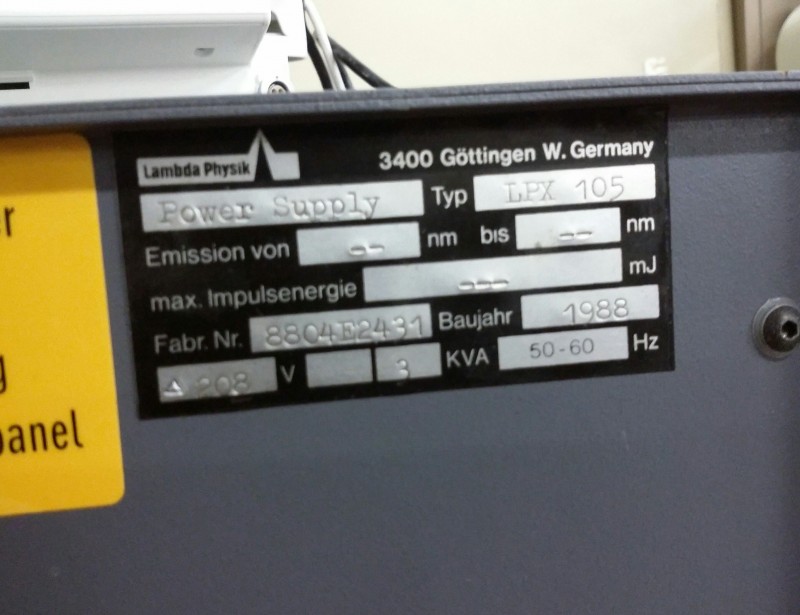 Lambda Physik
3400 Göttingen W. Germany
Power Supply Typ LPX 105
Emission von -- nm bis -- nm
max. Impulsenergie --- mJ
Fabr. Nr. 8804E2431 Baujahr 1988
Δ 208 V 3 KVA 50-60 Hz
panel